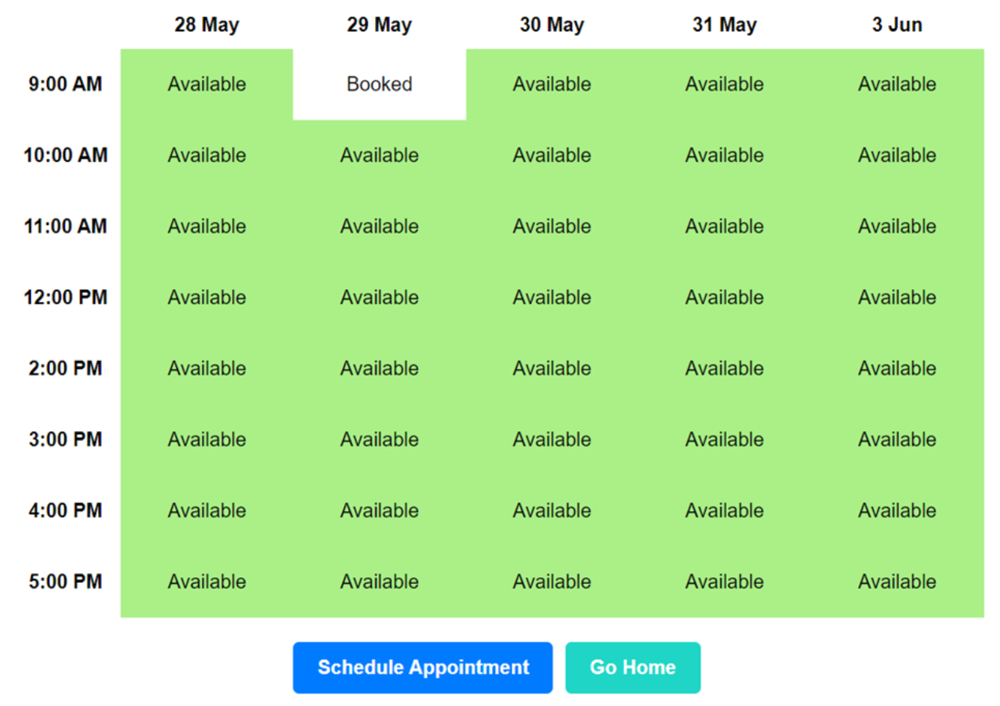 28 May 29 May 30 May 31 May 3 Jun
9:00 AM Available Booked Available Available Available
10:00 AM Available Available Available Available Available
11:00 AM Available Available Available Available Available
12:00 PM Available Available Available Available Available
2:00 PM Available Available Available Available Available
3:00 PM Available Available Available Available Available
4:00 PM Available Available Available Available Available
5:00 PM Available Available Available Available Available
Schedule Appointment Go Home